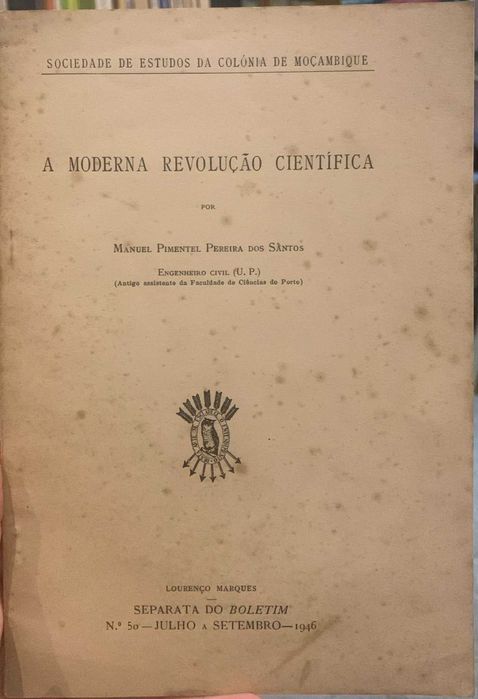 SOCIEDADE DE ESTUDOS DA COLÓNIA DE MOÇAMBIQUE
A MODERNA REVOLUÇÃO CIENTÍFICA
POR
MANUEL PIMENTEL PEREIRA DOS SANTOS
ENGENHEIRO CIVIL (U. P.)
(Antigo assistente da Faculdade de Ciências do Porto)
LOURENÇO MARQUES
SEPARATA DO BOLETIM
N.º 50 — JULHO A SETEMBRO — 1946